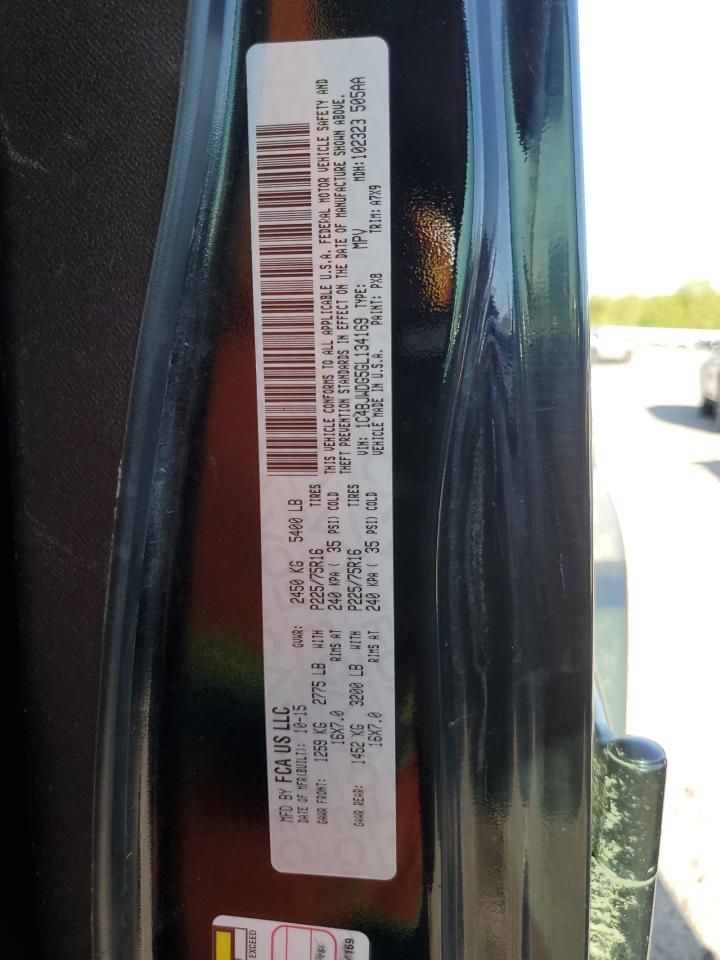 MFD BY FCA US LLC
DATE OF MFR(BUILT): 10-15 GVWR: 2450 KG 5400 LB
GAWR FRONT: 1259 KG 2775 LB WITH P225/75R16 TIRES
16X7.0 RIMS AT 240 KPA ( 35 PSI) COLD
GAWR REAR: 1452 KG 3200 LB WITH P225/75R16 TIRES
16X7.0 RIMS AT 240 KPA ( 35 PSI) COLD
THIS VEHICLE CONFORMS TO ALL APPLICABLE U.S.A. FEDERAL MOTOR VEHICLE SAFETY AND
THEFT PREVENTION STANDARDS IN EFFECT ON THE DATE OF MANUFACTURE SHOWN ABOVE.
VIN: 1C4BJWDG5GL134169 TYPE: MPV MDH:102323 505AA
VEHICLE MADE IN U.S.A. PAINT: PX8 TRIM: A7X9
EXCEED